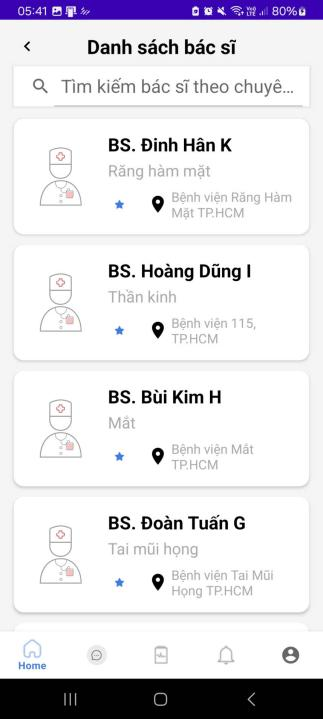 05:41 80%
Danh sách bác sĩ
Tìm kiếm bác sĩ theo chuyê...
BS. Đinh Hân K
Răng hàm mặt
Bệnh viện Răng Hàm
Mặt TP.HCM
BS. Hoàng Dũng I
Thần kinh
Bệnh viện 115,
TP.HCM
BS. Bùi Kim H
Mắt
Bệnh viện Mắt
TP.HCM
BS. Đoàn Tuấn G
Tai mũi họng
Bệnh viện Tai Mũi
Họng TP.HCM
Home